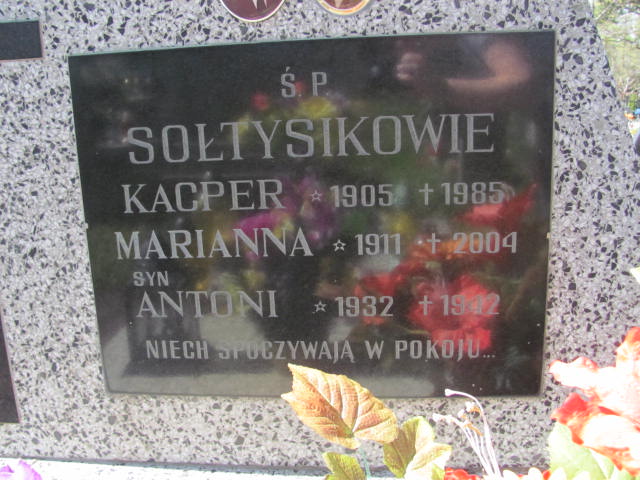 Ś.P.
SOŁTYSIKOWIE
KACPER ☆ 1905 † 1985
MARIANNA ☆ 1911 † 2004
SYN
ANTONI ☆ 1932 † 1942
NIECH SPOCZYWAJĄ W POKOJU...